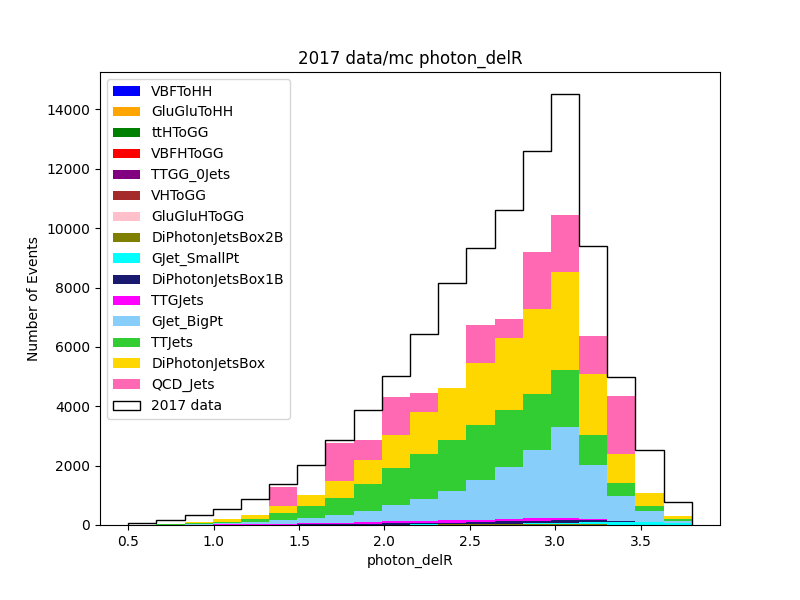 2017 data/mc photon_delR
VBFToHH
GluGluToHH
ttHToGG
VBFHToGG
TTGG_0Jets
VHToGG
GluGluHToGG
DiPhotonJetsBox2B
GJet_SmallPt
DiPhotonJetsBox1B
TTGJets
GJet_BigPt
TTJets
DiPhotonJetsBox
QCD_Jets
2017 data
Number of Events
14000
12000
10000
8000
6000
4000
2000
0
0.5 1.0 1.5 2.0 2.5 3.0 3.5
photon_delR